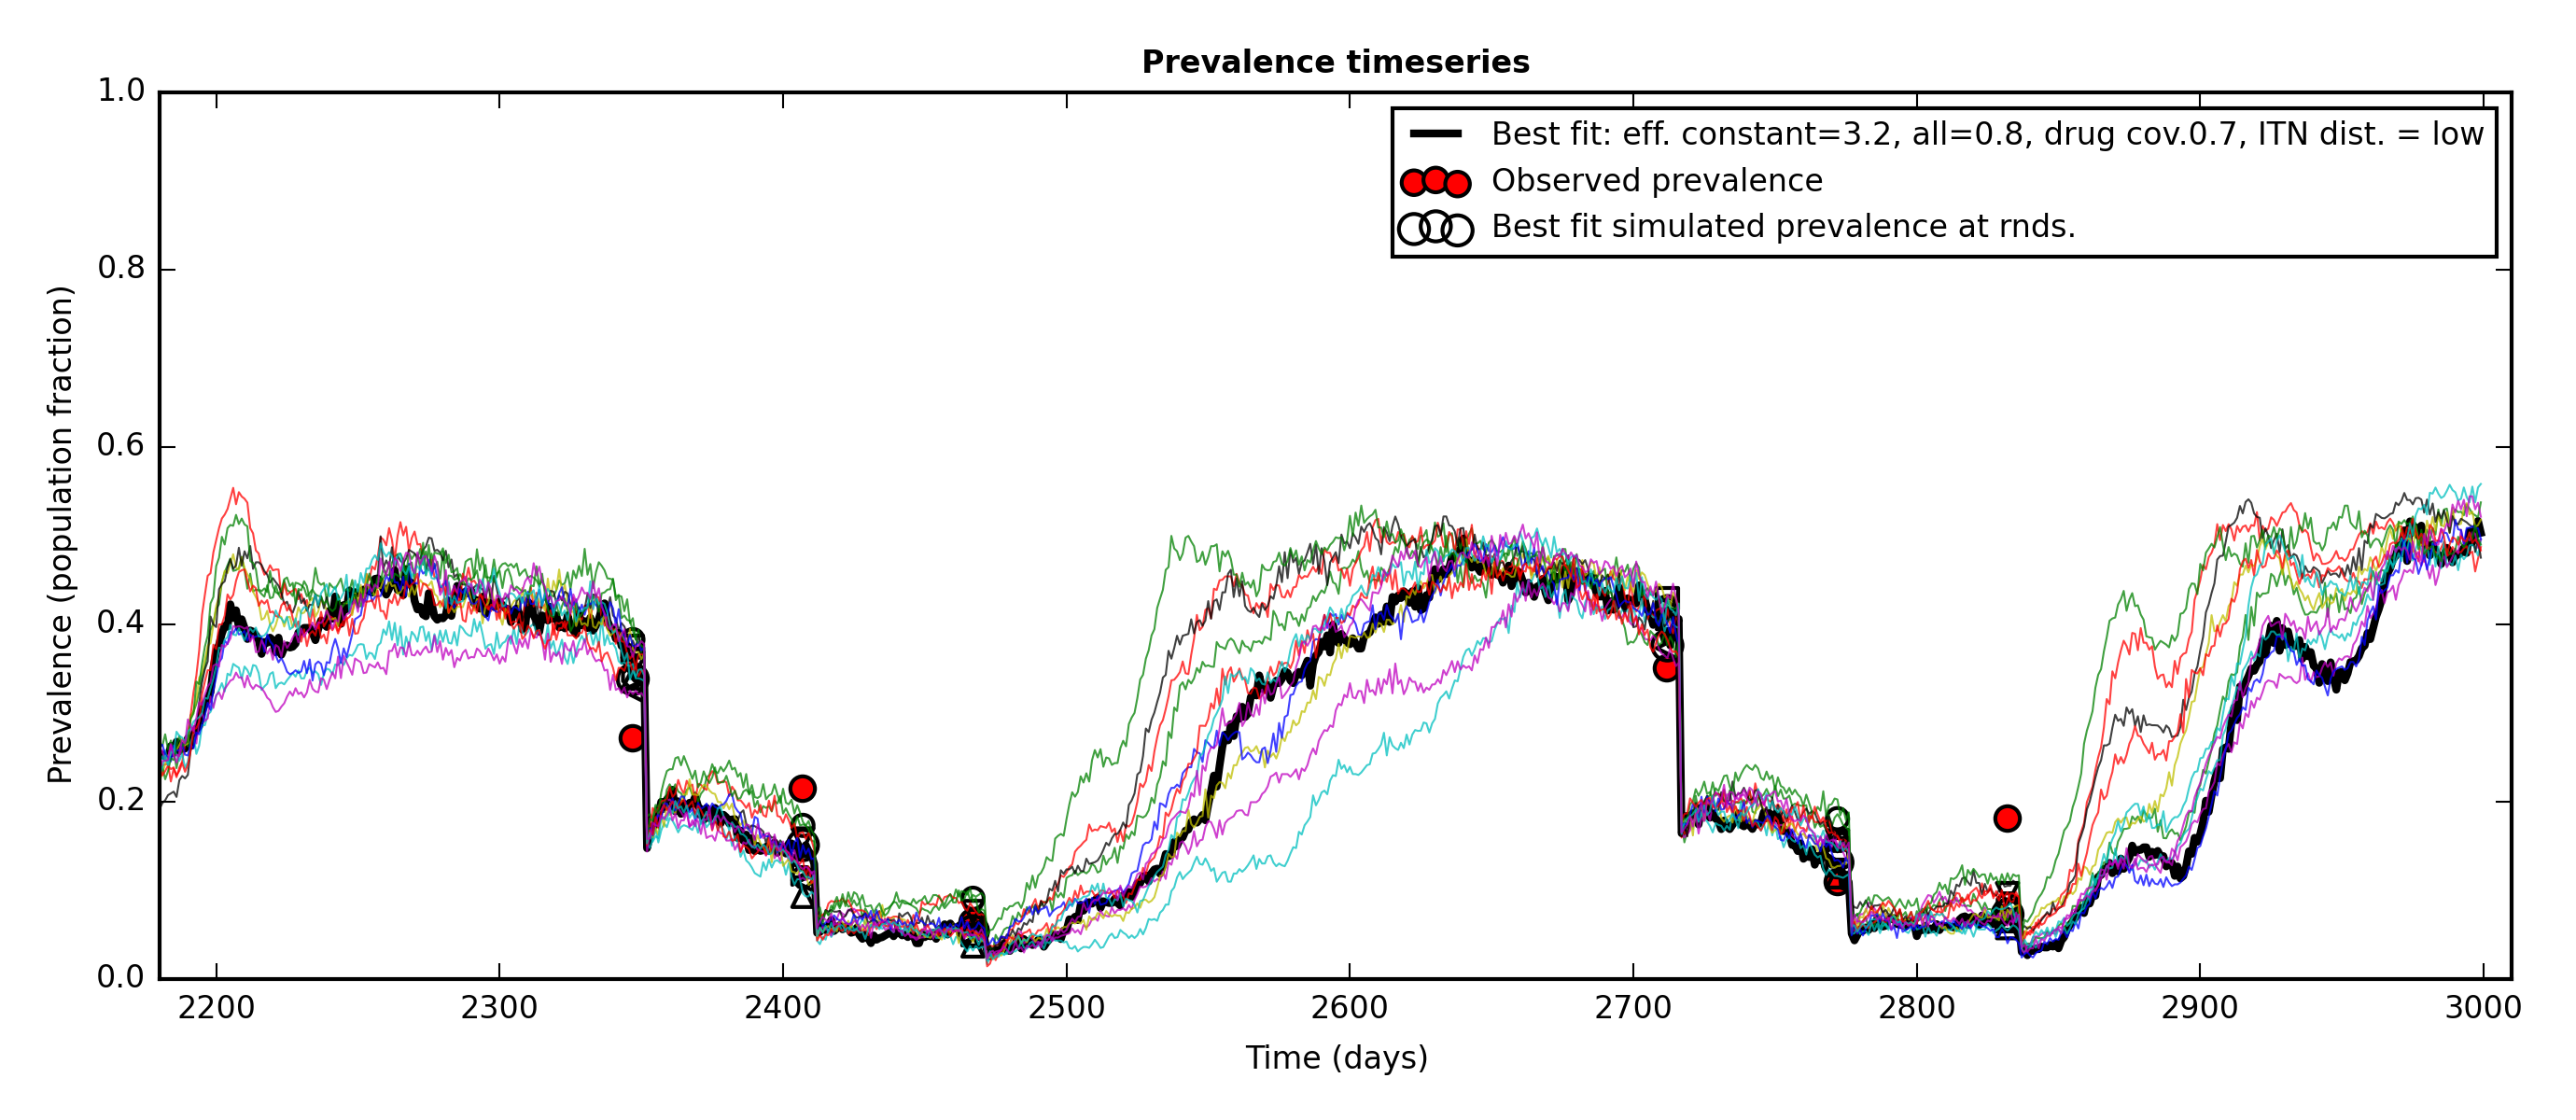 Prevalence timeseries
1.0
0.8
0.6
0.4
0.2
0.0
Prevalence (population fraction)
Best fit: eff. constant=3.2, all=0.8, drug cov.0.7, ITN dist. = low
Observed prevalence
Best fit simulated prevalence at rnds.
2200 2300 2400 2500 2600 2700 2800 2900 3000
Time (days)